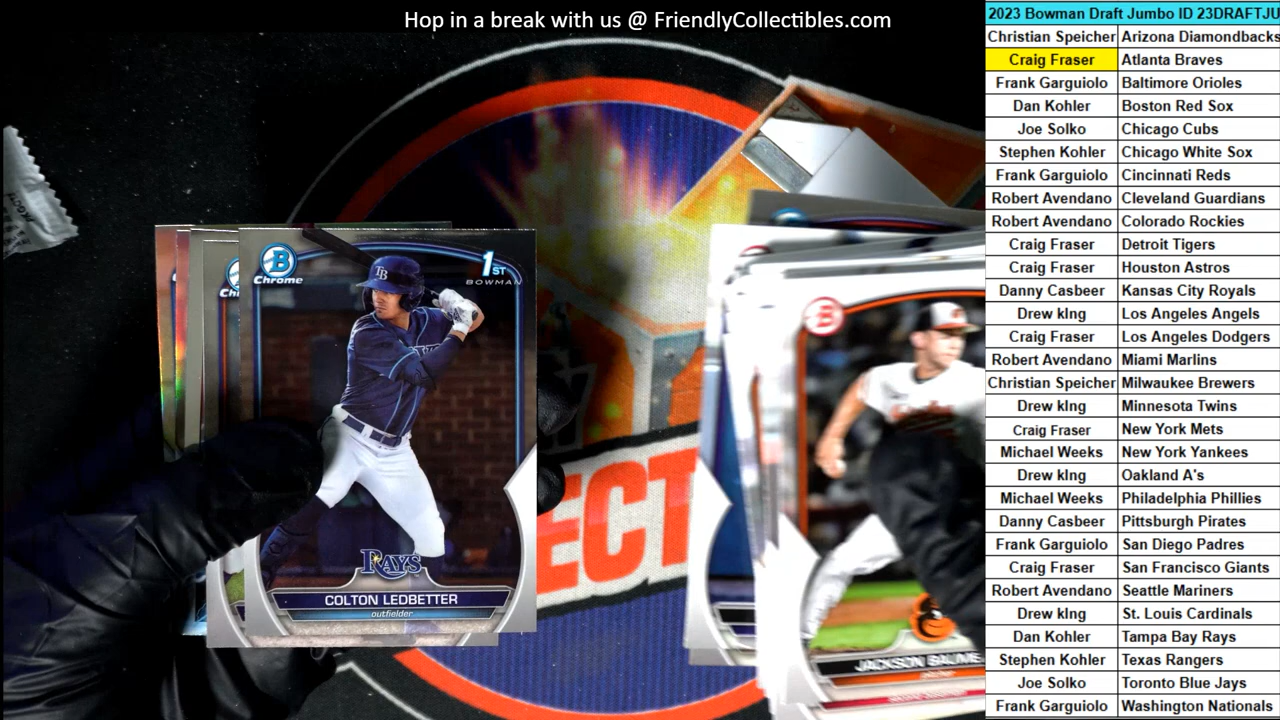 Hop in a break with us @ FriendlyCollectibles.com
2023 Bowman Draft Jumbo ID 23DRAFTJU
Christian Speicher Arizona Diamondbacks
Craig Fraser Atlanta Braves
Frank Garguiolo Baltimore Orioles
Dan Kohler Boston Red Sox
Joe Solko Chicago Cubs
Stephen Kohler Chicago White Sox
Frank Garguiolo Cincinnati Reds
Robert Avendano Cleveland Guardians
Robert Avendano Colorado Rockies
Craig Fraser Detroit Tigers
Craig Fraser Houston Astros
Danny Casbeer Kansas City Royals
Drew kIng Los Angeles Angels
Craig Fraser Los Angeles Dodgers
Robert Avendano Miami Marlins
Christian Speicher Milwaukee Brewers
Drew kIng Minnesota Twins
Craig Fraser New York Mets
Michael Weeks New York Yankees
Drew kIng Oakland A's
Michael Weeks Philadelphia Phillies
Danny Casbeer Pittsburgh Pirates
Frank Garguiolo San Diego Padres
Craig Fraser San Francisco Giants
Robert Avendano Seattle Mariners
Drew kIng St. Louis Cardinals
Dan Kohler Tampa Bay Rays
Stephen Kohler Texas Rangers
Joe Solko Toronto Blue Jays
Frank Garguiolo Washington Nationals
B
Chrome
1ST
BOWMAN
TB
RAYS
COLTON LEDBETTER
outfielder
ECT
B
JACKSON BAUME